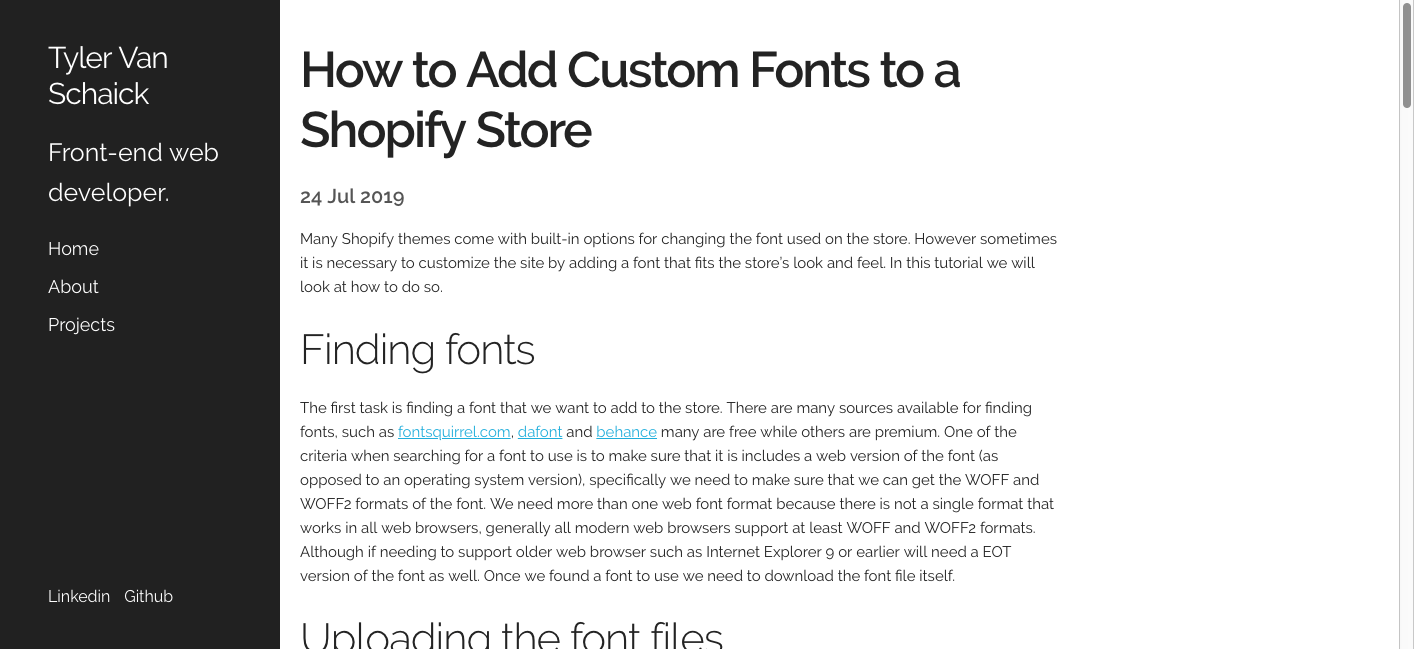 Tyler Van
Schaick
Front-end web
developer.
Home
About
Projects
Linkedin Github
How to Add Custom Fonts to a
Shopify Store
24 Jul 2019
Many Shopify themes come with built-in options for changing the font used on the store. However sometimes
it is necessary to customize the site by adding a font that fits the store's look and feel. In this tutorial we will
look at how to do so.
Finding fonts
The first task is finding a font that we want to add to the store. There are many sources available for finding
fonts, such as fontsquirrel.com, dafont and behance many are free while others are premium. One of the
criteria when searching for a font to use is to make sure that it is includes a web version of the font (as
opposed to an operating system version), specifically we need to make sure that we can get the WOFF and
WOFF2 formats of the font. We need more than one web font format because there is not a single format that
works in all web browsers, generally all modern web browsers support at least WOFF and WOFF2 formats.
Although if needing to support older web browser such as Internet Explorer 9 or earlier will need a EOT
version of the font as well. Once we found a font to use we need to download the font file itself.
Uploading the font files